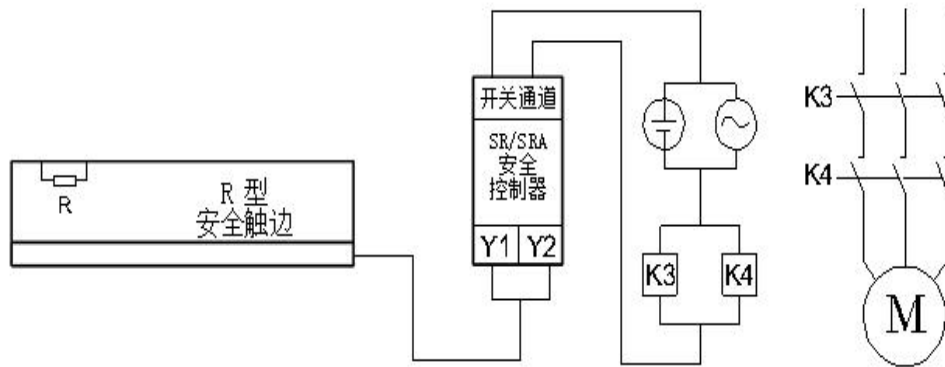 R
R 型
安全触边
开关通道
SR/SRA
安全
控制器
Y1 Y2
K3 K4
K3
K4
M